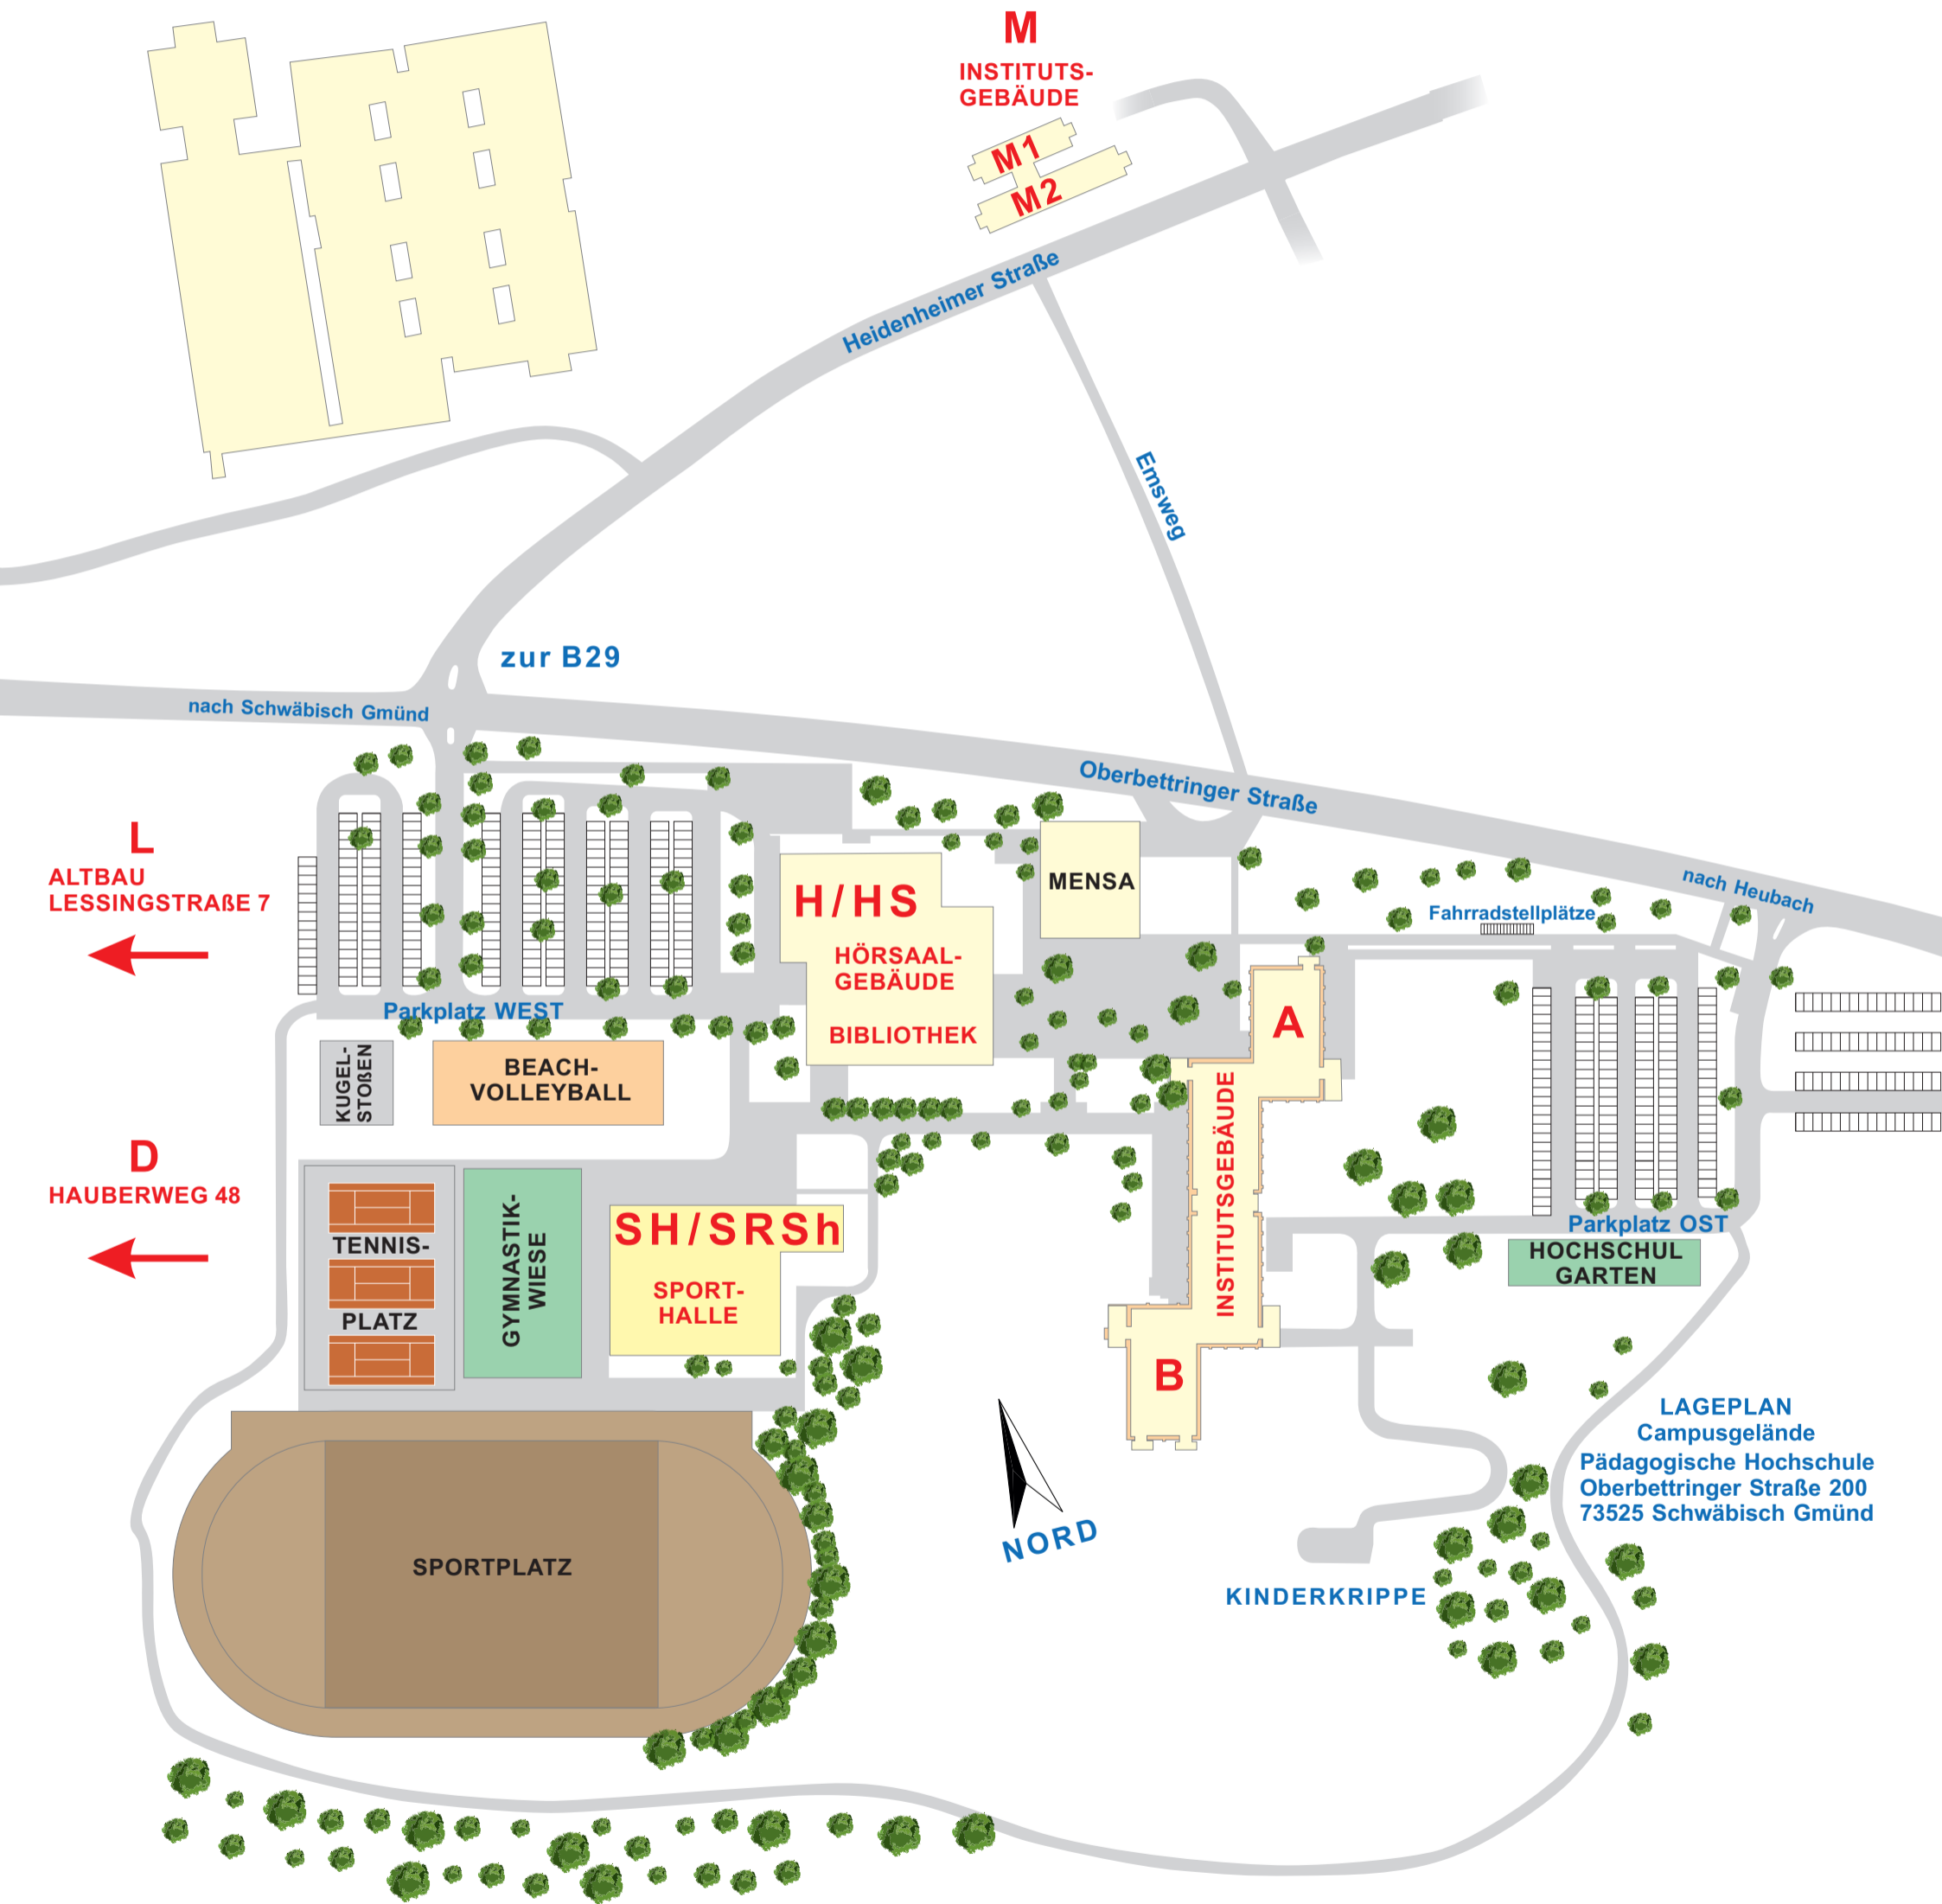 M
INSTITUTS-
GEBÄUDE
M1
M2
Heidenheimer Straße
Emsweg
zur B29
nach Schwäbisch Gmünd
Oberbettringer Straße
nach Heubach
L
ALTBAU
LESSINGSTRAßE 7
H/HS
HÖRSAAL-
GEBÄUDE
BIBLIOTHEK
MENSA
Fahrradstellplätze
Parkplatz WEST
A
INSTITUTSGEBÄUDE
B
KUGEL-
STOßEN
BEACH-
VOLLEYBALL
D
HAUBERWEG 48
TENNIS-
PLATZ
GYMNASTIK-
WIESE
SH/SRSh
SPORT-
HALLE
Parkplatz OST
HOCHSCHUL
GARTEN
SPORTPLATZ
NORD
KINDERKRIPPE
LAGEPLAN
Campusgelände
Pädagogische Hochschule
Oberbettringer Straße 200
73525 Schwäbisch Gmünd